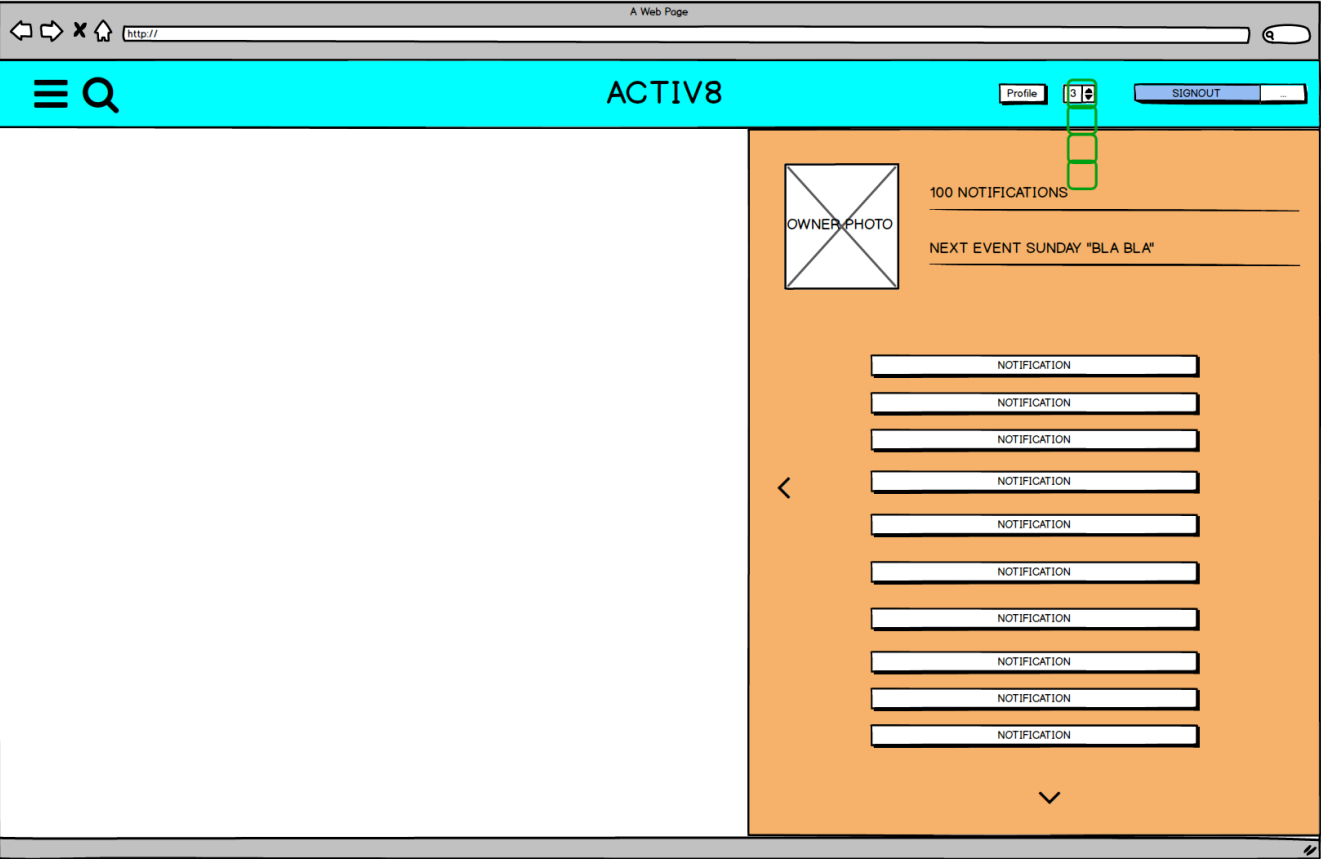 A Web Page
http://
ACTIV8
Profile
3
SIGNOUT
...
OWNER PHOTO
100 NOTIFICATIONS
NEXT EVENT SUNDAY "BLA BLA"
NOTIFICATION
NOTIFICATION
NOTIFICATION
NOTIFICATION
NOTIFICATION
NOTIFICATION
NOTIFICATION
NOTIFICATION
NOTIFICATION
NOTIFICATION